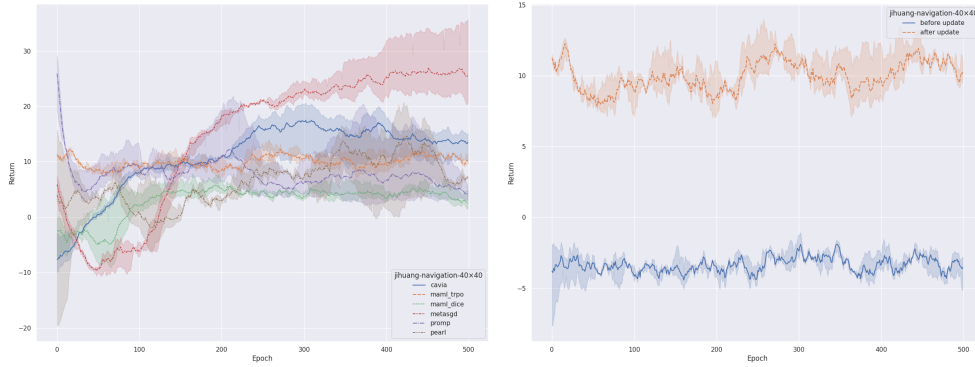 30
20
10
0
−10
−20
Return
0
100
200
300
400
500
Epoch
jihuang-navigation-40×40
cavia
maml_trpo
maml_dice
metasgd
promp
pearl
15
10
5
0
−5
Return
0
100
200
300
400
500
Epoch
jihuang-navigation-40×40
before update
after update